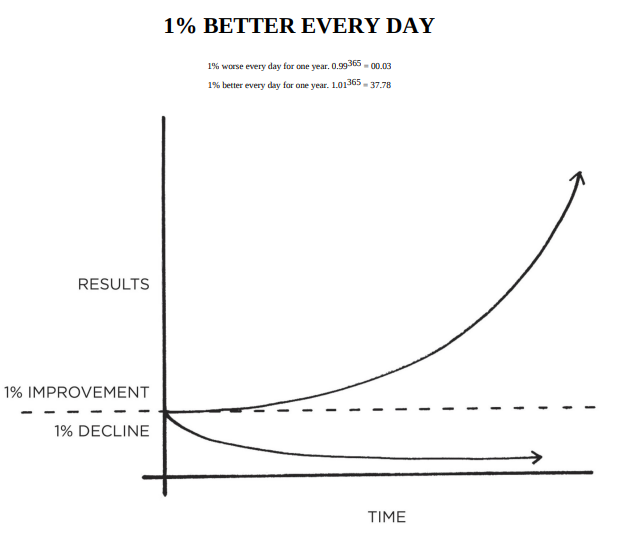 1% BETTER EVERY DAY
1% worse every day for one year. 0.99³⁶⁵ = 00.03
1% better every day for one year. 1.01³⁶⁵ = 37.78
RESULTS
1% IMPROVEMENT
1% DECLINE
TIME